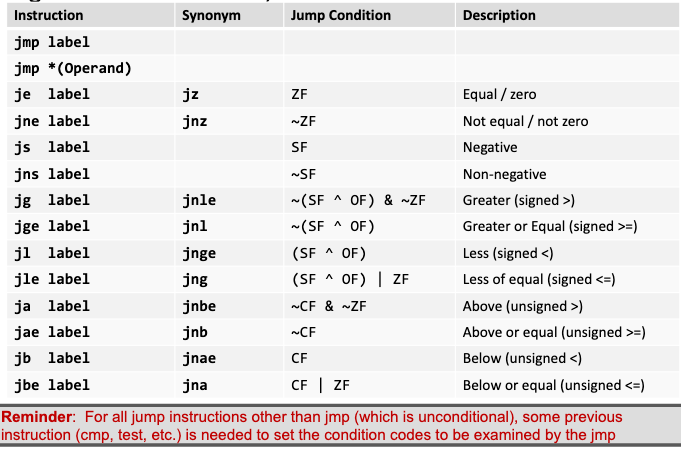 Instruction Synonym Jump Condition Description
jmp label
jmp *(Operand)
je label jz ZF Equal / zero
jne label jnz ~ZF Not equal / not zero
js label SF Negative
jns label ~SF Non-negative
jg label jnle ~(SF ^ OF) & ~ZF Greater (signed >)
jge label jnl ~(SF ^ OF) Greater or Equal (signed >=)
jl label jnge (SF ^ OF) Less (signed <)
jle label jng (SF ^ OF) | ZF Less of equal (signed <=)
ja label jnbe ~CF & ~ZF Above (unsigned >)
jae label jnb ~CF Above or equal (unsigned >=)
jb label jnae CF Below (unsigned <)
jbe label jna CF | ZF Below or equal (unsigned <=)
Reminder: For all jump instructions other than jmp (which is unconditional), some previous
instruction (cmp, test, etc.) is needed to set the condition codes to be examined by the jmp